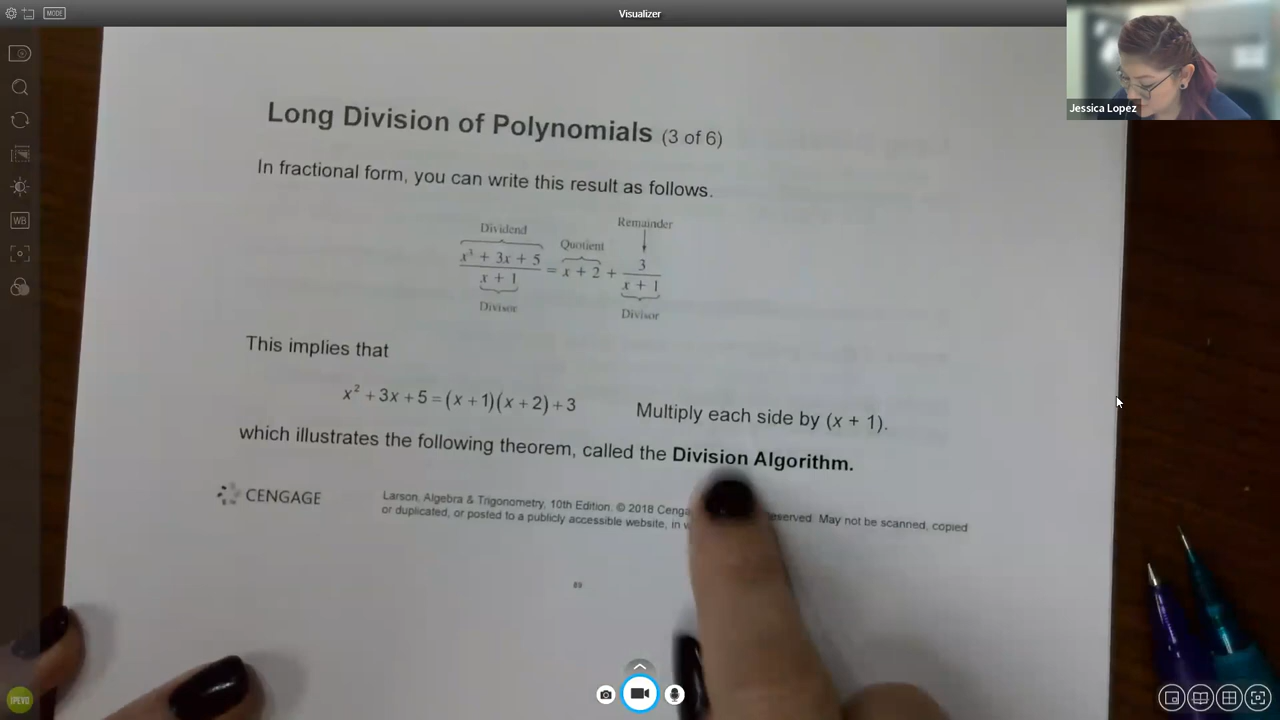 MODE
Visualizer
Jessica Lopez
WB
Long Division of Polynomials (3 of 6)
In fractional form, you can write this result as follows.
Dividend
Quotient
Remainder
x³ + 3x + 5
x + 1
= x + 2 +
3
x + 1
Divisor
Divisor
This implies that
x² + 3x + 5 = (x + 1)(x + 2) + 3
Multiply each side by (x + 1).
which illustrates the following theorem, called the Division Algorithm.
CENGAGE
Larson, Algebra & Trigonometry, 10th Edition. © 2018 eserved. May not be scanned, copied
or duplicated, or posted to a publicly accessible website, in
89
IPEVO